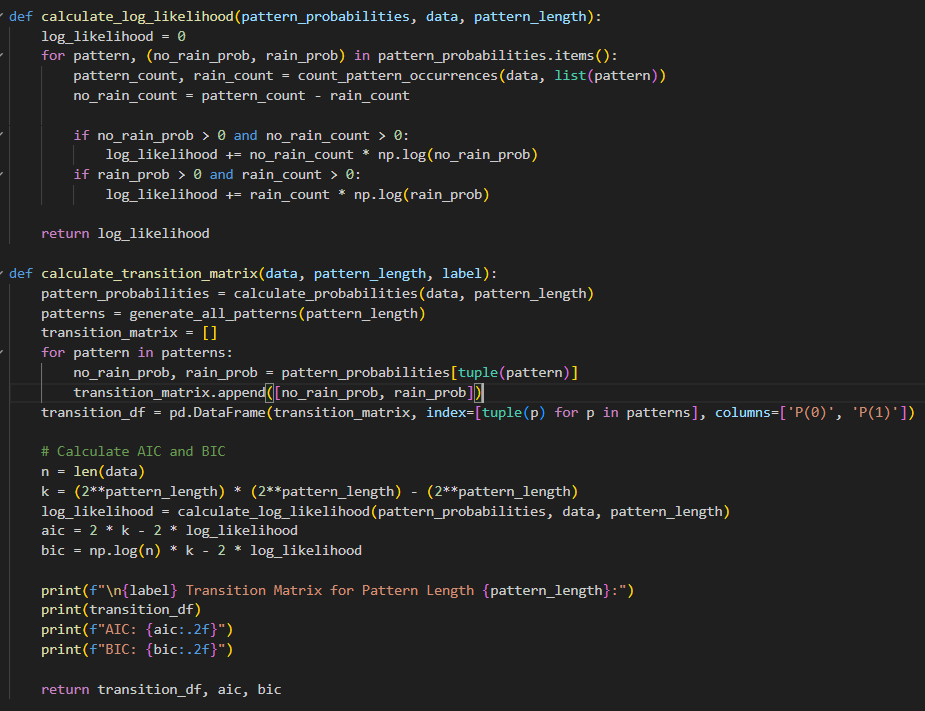 def calculate_log_likelihood(pattern_probabilities, data, pattern_length):
    log_likelihood = 0
    for pattern, (no_rain_prob, rain_prob) in pattern_probabilities.items():
        pattern_count, rain_count = count_pattern_occurrences(data, list(pattern))
        no_rain_count = pattern_count - rain_count

        if no_rain_prob > 0 and no_rain_count > 0:
            log_likelihood += no_rain_count * np.log(no_rain_prob)
        if rain_prob > 0 and rain_count > 0:
            log_likelihood += rain_count * np.log(rain_prob)

    return log_likelihood

def calculate_transition_matrix(data, pattern_length, label):
    pattern_probabilities = calculate_probabilities(data, pattern_length)
    patterns = generate_all_patterns(pattern_length)
    transition_matrix = []
    for pattern in patterns:
        no_rain_prob, rain_prob = pattern_probabilities[tuple(pattern)]
        transition_matrix.append([no_rain_prob, rain_prob])
    transition_df = pd.DataFrame(transition_matrix, index=[tuple(p) for p in patterns], columns=['P(0)', 'P(1)'])

    # Calculate AIC and BIC
    n = len(data)
    k = (2**pattern_length) * (2**pattern_length) - (2**pattern_length)
    log_likelihood = calculate_log_likelihood(pattern_probabilities, data, pattern_length)
    aic = 2 * k - 2 * log_likelihood
    bic = np.log(n) * k - 2 * log_likelihood

    print(f"\n{label} Transition Matrix for Pattern Length {pattern_length}:")
    print(transition_df)
    print(f"AIC: {aic:.2f}")
    print(f"BIC: {bic:.2f}")

    return transition_df, aic, bic